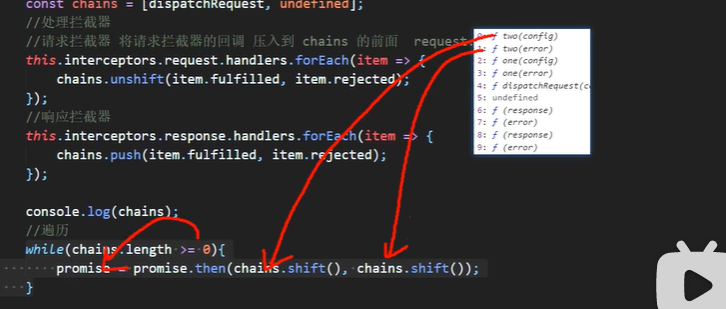 const chains = [dispatchRequest, undefined];
//处理拦截器
//请求拦截器 将请求拦截器的回调 压入到 chains 的前面 request.
this.interceptors.request.handlers.forEach(item => {
chains.unshift(item.fulfilled, item.rejected);
});
//响应拦截器
this.interceptors.response.handlers.forEach(item => {
chains.push(item.fulfilled, item.rejected);
});
console.log(chains);
//遍历
while(chains.length >= 0){
promise = promise.then(chains.shift(), chains.shift());
}
0: ƒ two(config)
1: ƒ two(error)
2: ƒ one(config)
3: ƒ one(error)
4: ƒ dispatchRequest(c
5: undefined
6: ƒ (response)
7: ƒ (error)
8: ƒ (response)
9: ƒ (error)